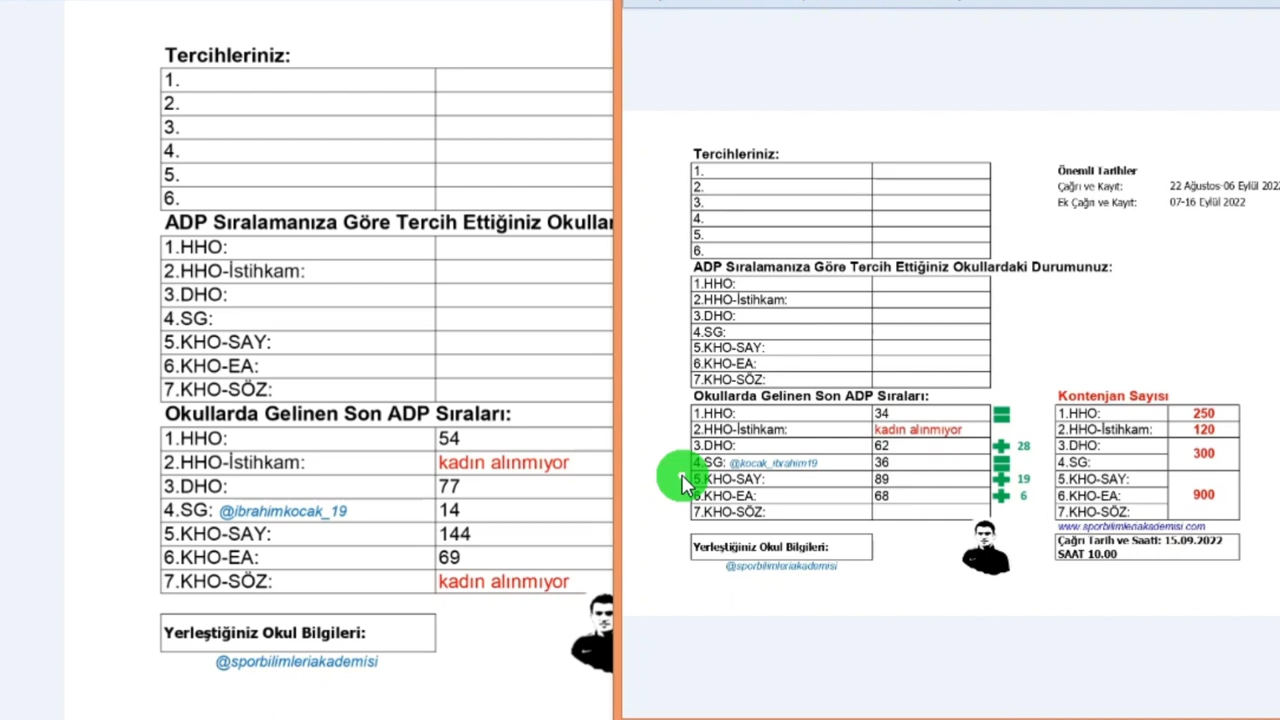 Tercihleriniz:
1.
2.
3.
4.
5.
6.
ADP Sıralamanıza Göre Tercih Ettiğiniz Okullar
1.HHO:
2.HHO-İstihkam:
3.DHO:
4.SG:
5.KHO-SAY:
6.KHO-EA:
7.KHO-SÖZ:
Okullarda Gelinen Son ADP Sıraları:
1.HHO: 54
2.HHO-İstihkam: kadın alınmıyor
3.DHO: 77
4.SG: @ibrahimkocak_19 14
5.KHO-SAY: 144
6.KHO-EA: 69
7.KHO-SÖZ: kadın alınmıyor
Yerleştiğiniz Okul Bilgileri:
@sporbilimleriakademisi
Tercihleriniz:
1.
2.
3.
4.
5.
6.
Önemli Tarihler
Çağrı ve Kayıt: 22 Ağustos-06 Eylül 2022
Ek Çağrı ve Kayıt: 07-16 Eylül 2022
ADP Sıralamanıza Göre Tercih Ettiğiniz Okullardaki Durumunuz:
1.HHO:
2.HHO-İstihkam:
3.DHO:
4.SG:
5.KHO-SAY:
6.KHO-EA:
7.KHO-SÖZ:
Okullarda Gelinen Son ADP Sıraları:
1.HHO: 34
2.HHO-İstihkam: kadın alınmıyor
3.DHO: 62 28
4.SG: @kocak_ibrahim19 36
5.KHO-SAY: 89 19
6.KHO-EA: 68 6
7.KHO-SÖZ:
Kontenjan Sayısı
1.HHO: 250
2.HHO-İstihkam: 120
3.DHO: 300
4.SG:
5.KHO-SAY:
6.KHO-EA: 900
7.KHO-SÖZ:
www.sporbilimleriakademisi.com
Yerleştiğiniz Okul Bilgileri:
@sporbilimleriakademisi
Çağrı Tarih ve Saati: 15.09.2022
SAAT 10.00